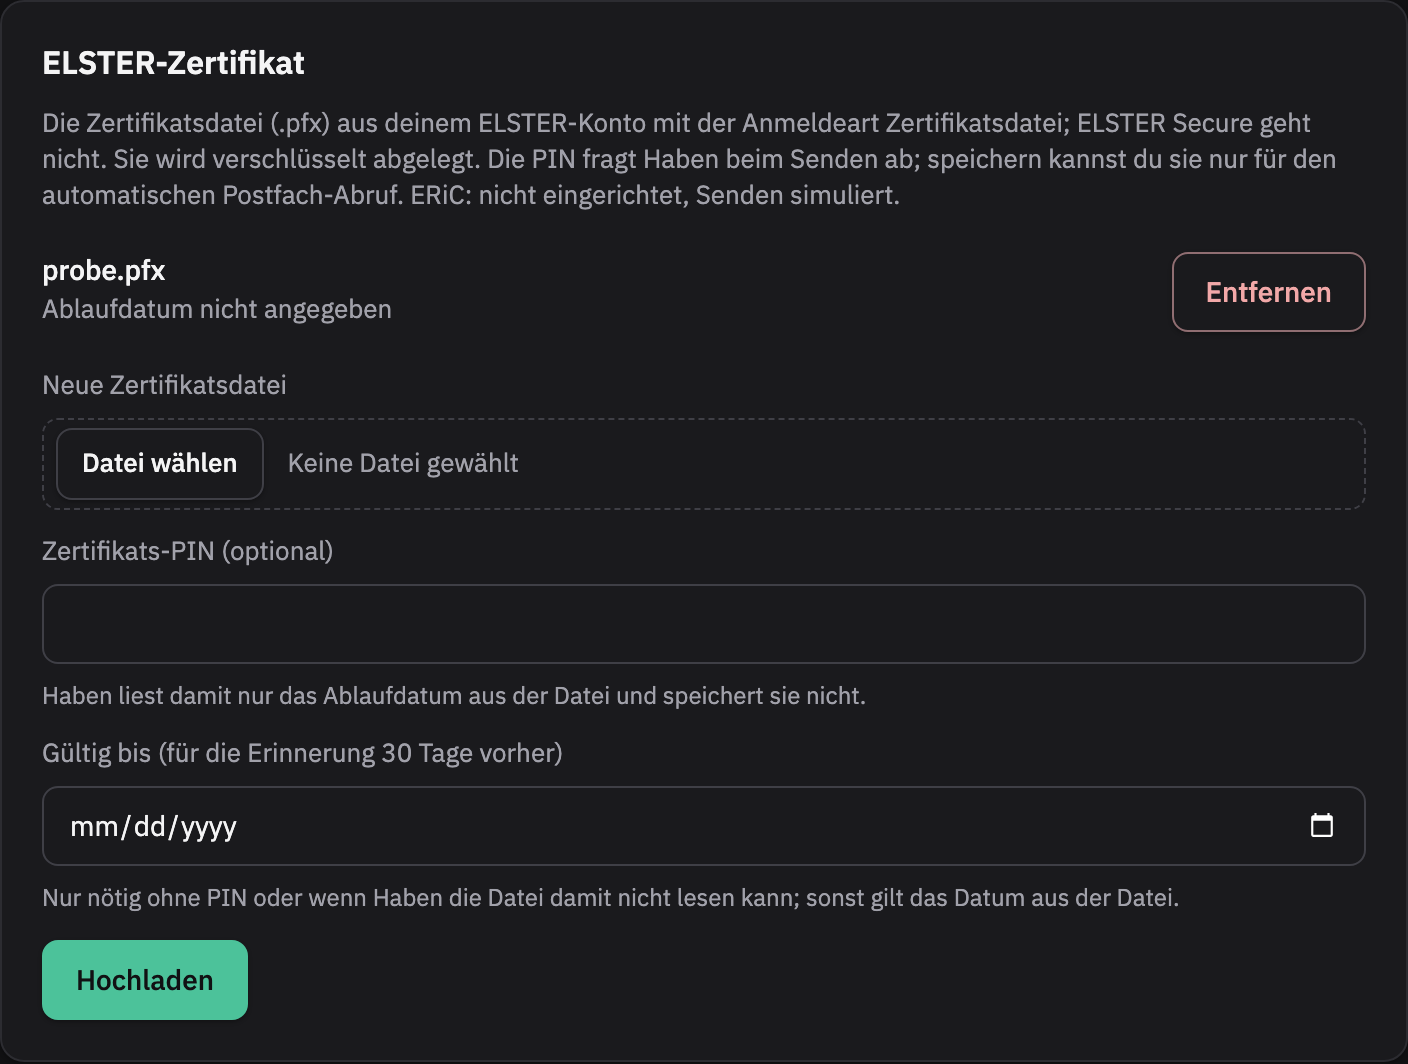 ELSTER-Zertifikat
Die Zertifikatsdatei (.pfx) aus deinem ELSTER-Konto mit der Anmeldeart Zertifikatsdatei; ELSTER Secure geht
nicht. Sie wird verschlüsselt abgelegt. Die PIN fragt Haben beim Senden ab; speichern kannst du sie nur für den
automatischen Postfach-Abruf. ERiC: nicht eingerichtet, Senden simuliert.
probe.pfx
Ablaufdatum nicht angegeben
Entfernen
Neue Zertifikatsdatei
Datei wählen Keine Datei gewählt
Zertifikats-PIN (optional)
Haben liest damit nur das Ablaufdatum aus der Datei und speichert sie nicht.
Gültig bis (für die Erinnerung 30 Tage vorher)
mm/dd/yyyy
Nur nötig ohne PIN oder wenn Haben die Datei damit nicht lesen kann; sonst gilt das Datum aus der Datei.
Hochladen